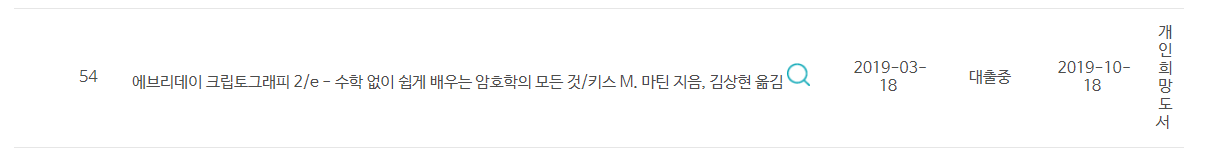 54
에브리데이 크립토그래피 2/e - 수학 없이 쉽게 배우는 암호학의 모든 것/키스 M. 마틴 지음, 김상현 옮김
2019-03-
18
대출중
2019-10-
18
개
인
희
망
도
서